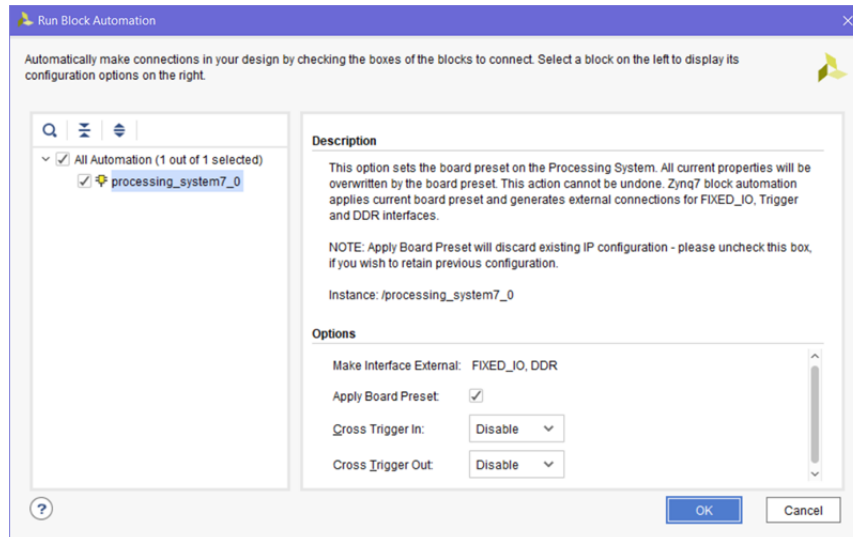 Run Block Automation
Automatically make connections in your design by checking the boxes of the blocks to connect. Select a block on the left to display its
configuration options on the right.
All Automation (1 out of 1 selected)
processing_system7_0
Description
This option sets the board preset on the Processing System. All current properties will be
overwritten by the board preset. This action cannot be undone. Zynq7 block automation
applies current board preset and generates external connections for FIXED_IO, Trigger
and DDR interfaces.
NOTE: Apply Board Preset will discard existing IP configuration - please uncheck this box,
if you wish to retain previous configuration.
Instance: /processing_system7_0
Options
Make Interface External: FIXED_IO, DDR
Apply Board Preset:
Cross Trigger In: Disable
Cross Trigger Out: Disable
?
OK
Cancel